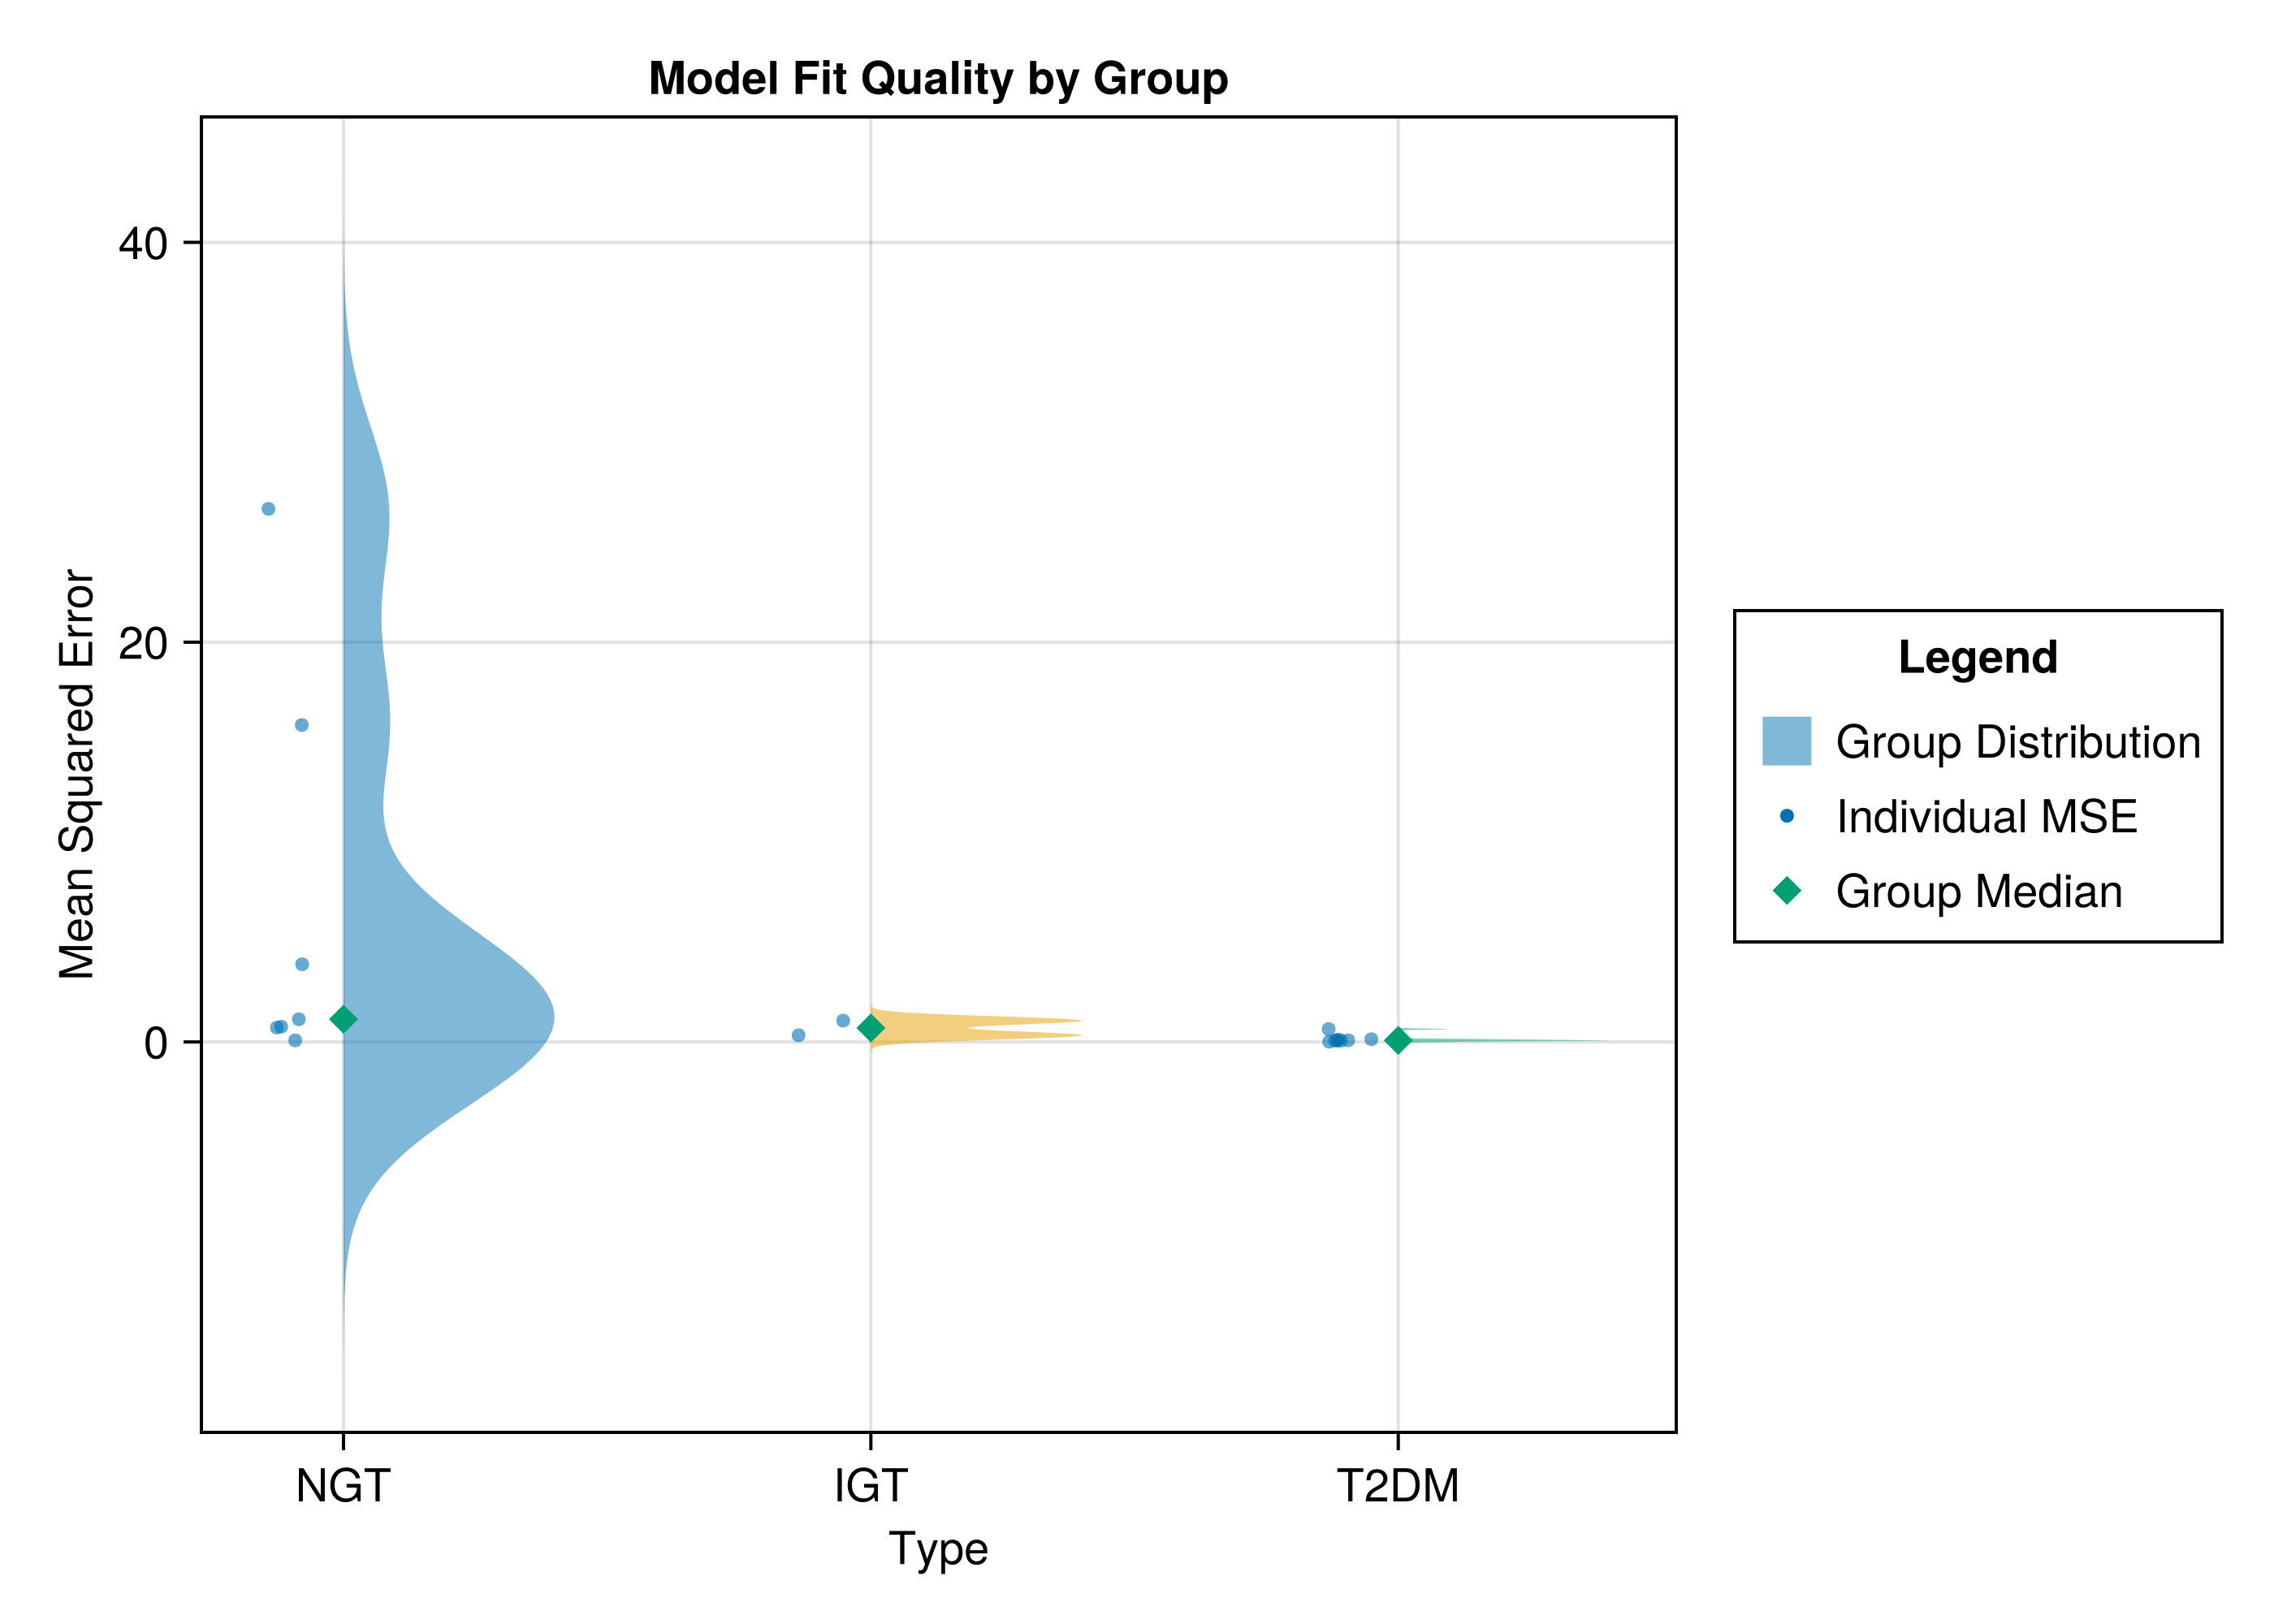 Model Fit Quality by Group
Mean Squared Error
40
20
0
NGT
IGT
T2DM
Type
Legend
Group Distribution
Individual MSE
Group Median